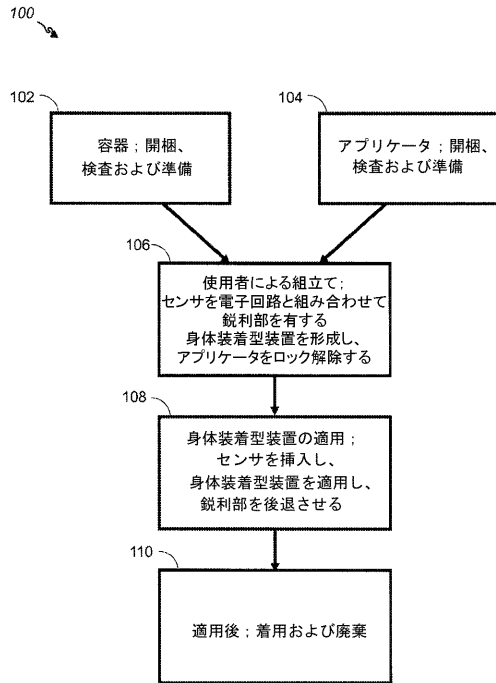 100
102
容器；開梱、
検査および準備
104
アプリケータ；開梱、
検査および準備
106
使用者による組立て；
センサを電子回路と組み合わせて
鋭利部を有する
身体装着型装置を形成し、
アプリケータをロック解除する
108
身体装着型装置の適用；
センサを挿入し、
身体装着型装置を適用し、
鋭利部を後退させる
110
適用後；着用および廃棄